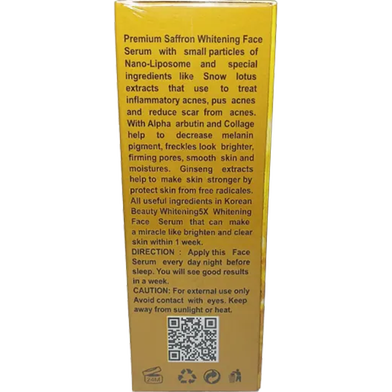 Premium Saffron Whitening Face
Serum with small particles of
Nano-Liposome and special
ingredients like Snow lotus
extracts that use to treat
inflammatory acnes, pus acnes
and reduce scar from acnes.
With Alpha arbutin and Collage
help to decrease melanin
pigment, freckles look brighter,
firming pores, smooth skin and
moistures. Ginseng extracts
help to make skin stronger by
protect skin from free radicales.
All useful ingredients in Korean
Beauty Whitening5X Whitening
Face Serum that can make
a miracle like brighten and clear
skin within 1 week.
DIRECTION : Apply this Face
Serum every day night before
sleep. You will see good results
in a week.
CAUTION: For external use only
Avoid contact with eyes. Keep
away from sunlight or heat.